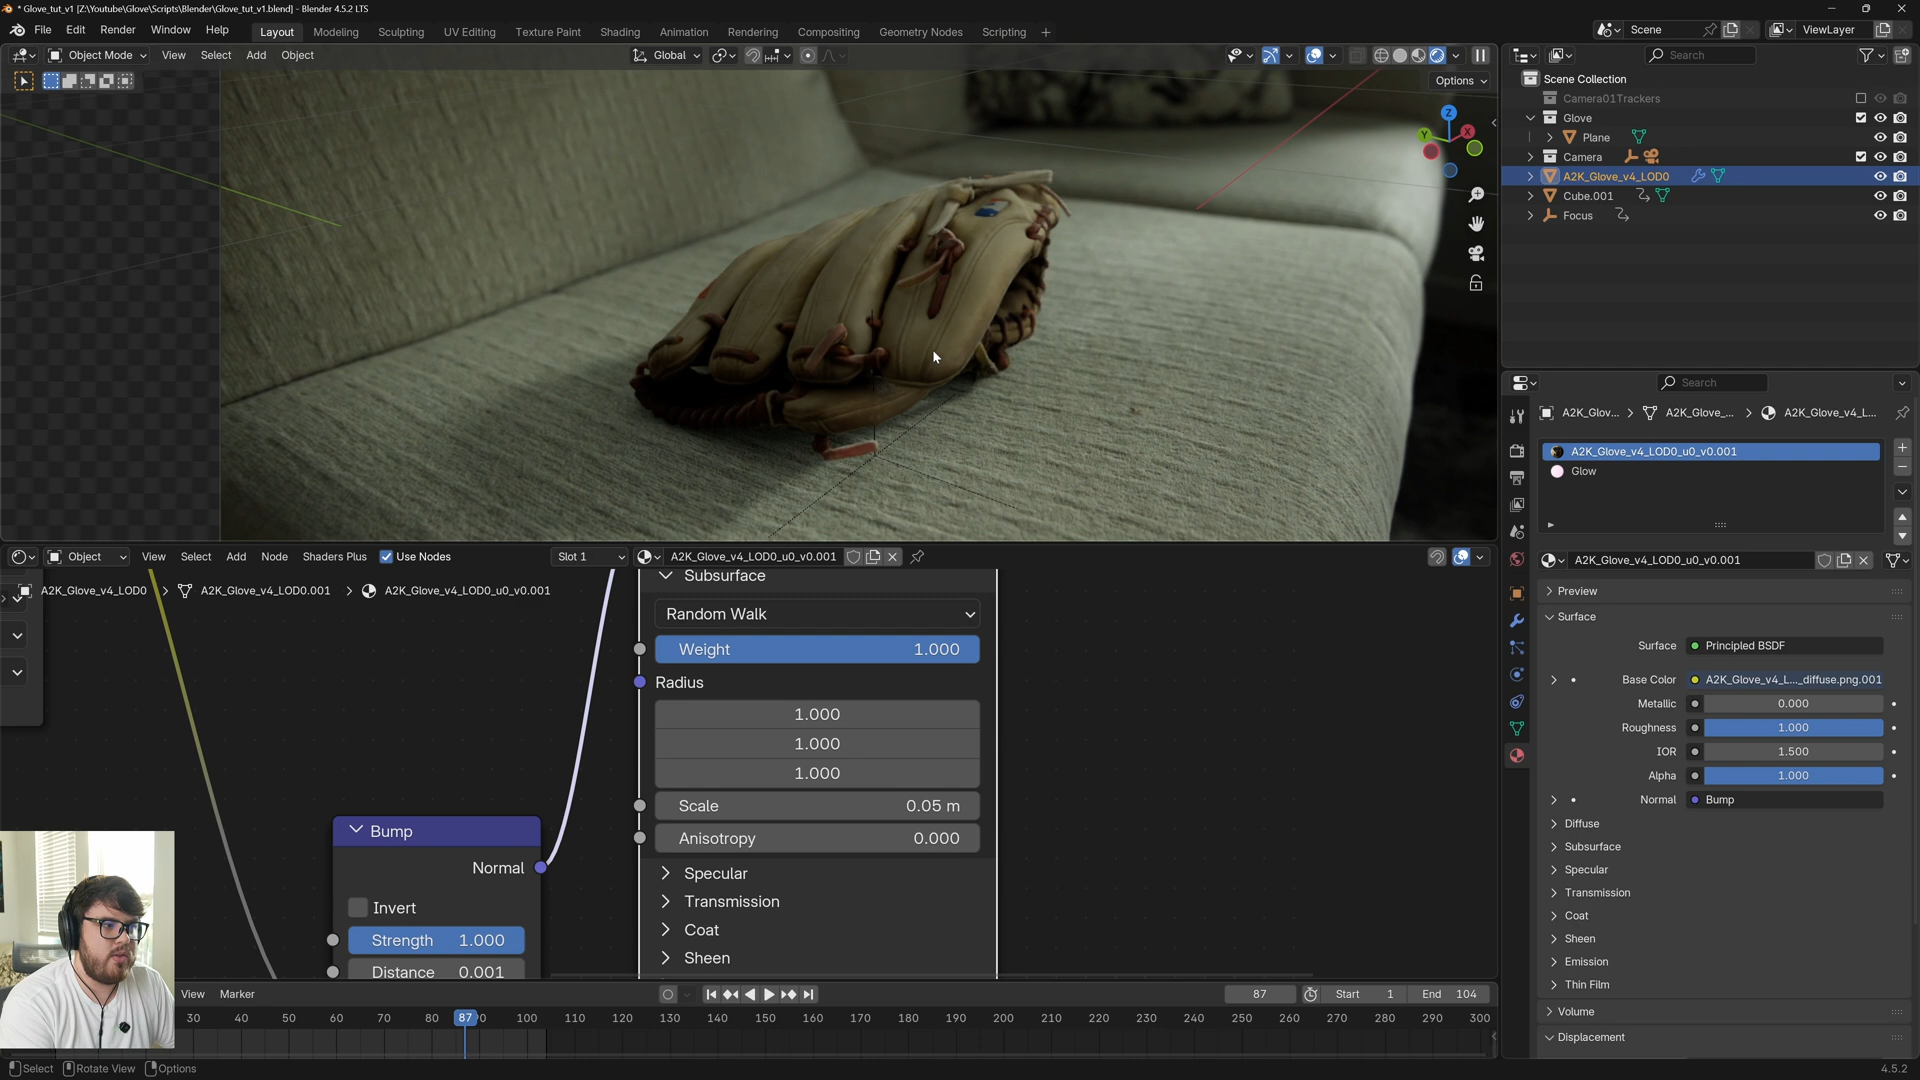 * Glove_tut_v1 [Z:\Youtube\Glove\Scripts\Blender\Glove_tut_v1.blend] - Blender 4.5.2 LTS
File Edit Render Window Help Layout Modeling Sculpting UV Editing Texture Paint Shading Animation Rendering Compositing Geometry Nodes Scripting + Scene ViewLayer
Object Mode View Select Add Object Global
Options
Z
Y
X
Search
Scene Collection
Camera01Trackers
Glove
Plane
Camera
A2K_Glove_v4_LOD0
Cube.001
Focus
Search
A2K_Glov... > A2K_Glove_... > A2K_Glove_v4_L...
A2K_Glove_v4_LOD0_u0_v0.001
Glow
A2K_Glove_v4_LOD0_u0_v0.001
Preview
Surface
Surface Principled BSDF
Base Color A2K_Glove_v4_L..._diffuse.png.001
Metallic 0.000
Roughness 1.000
IOR 1.500
Alpha 1.000
Normal Bump
Diffuse
Subsurface
Specular
Transmission
Coat
Sheen
Emission
Thin Film
Volume
Displacement
Object View Select Add Node Shaders Plus Use Nodes Slot 1 A2K_Glove_v4_LOD0_u0_v0.001
2K_Glove_v4_LOD0 > A2K_Glove_v4_LOD0.001 > A2K_Glove_v4_LOD0_u0_v0.001
Subsurface
Random Walk
Weight 1.000
Radius
1.000
1.000
1.000
Scale 0.05 m
Anisotropy 0.000
Specular
Transmission
Coat
Sheen
Bump
Normal
Invert
Strength 1.000
Distance 0.001
View Marker 87 Start 1 End 104
30 40 50 60 70 80 87 90 100 110 120 130 140 150 160 170 180 190 200 210 220 230 240 250 260 270 280 290 300
Select Rotate View Options 4.5.2